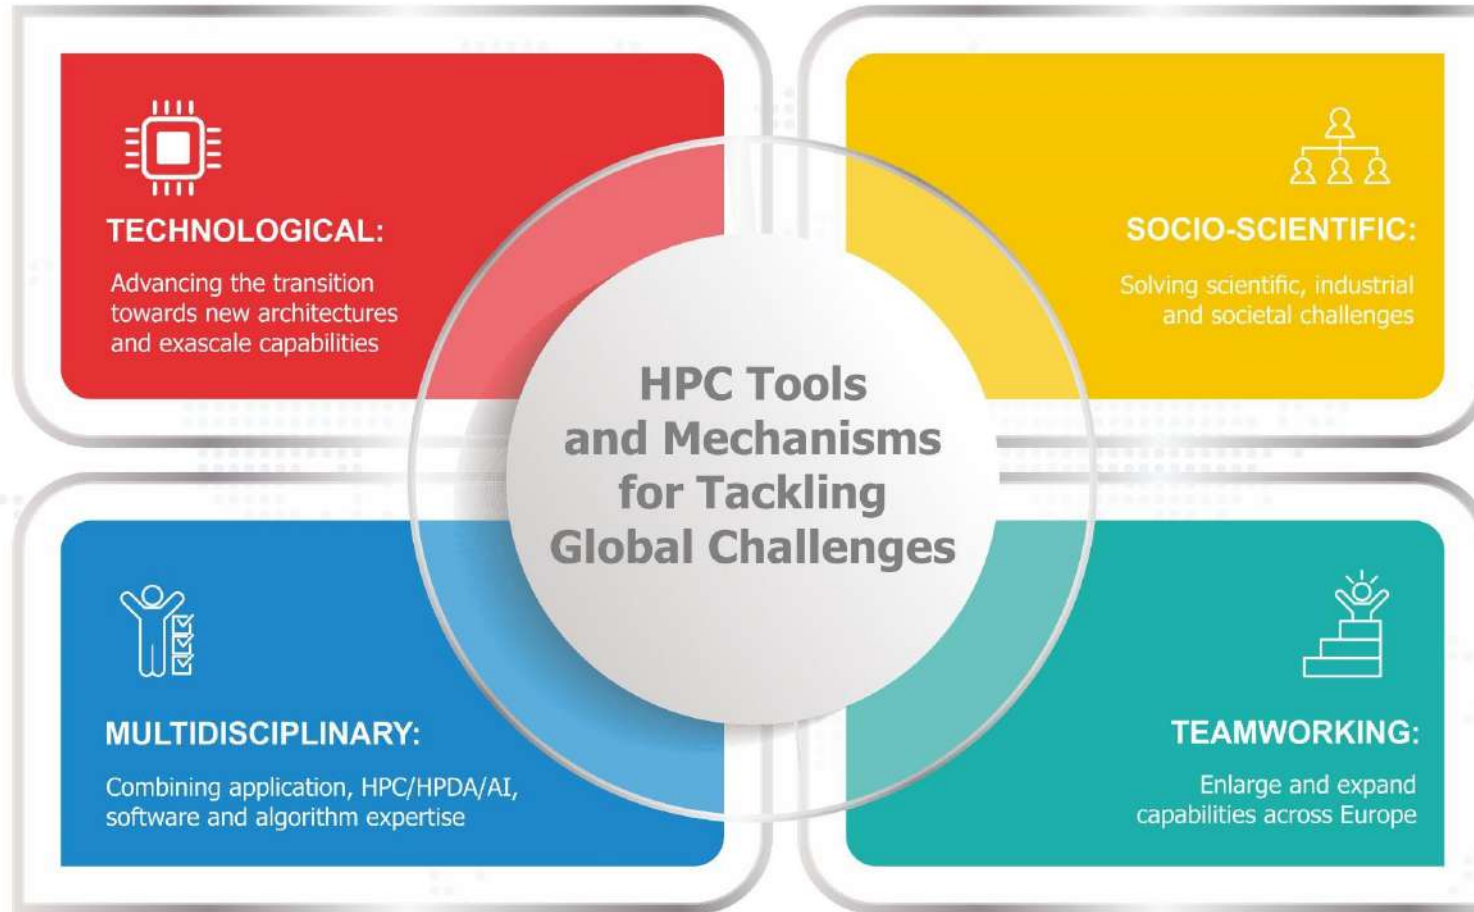 TECHNOLOGICAL:
Advancing the transition
towards new architectures
and exascale capabilities
SOCIO-SCIENTIFIC:
Solving scientific, industrial
and societal challenges
HPC Tools
and Mechanisms
for Tackling
Global Challenges
MULTIDISCIPLINARY:
Combining application, HPC/HPDA/AI,
software and algorithm expertise
TEAMWORKING:
Enlarge and expand
capabilities across Europe